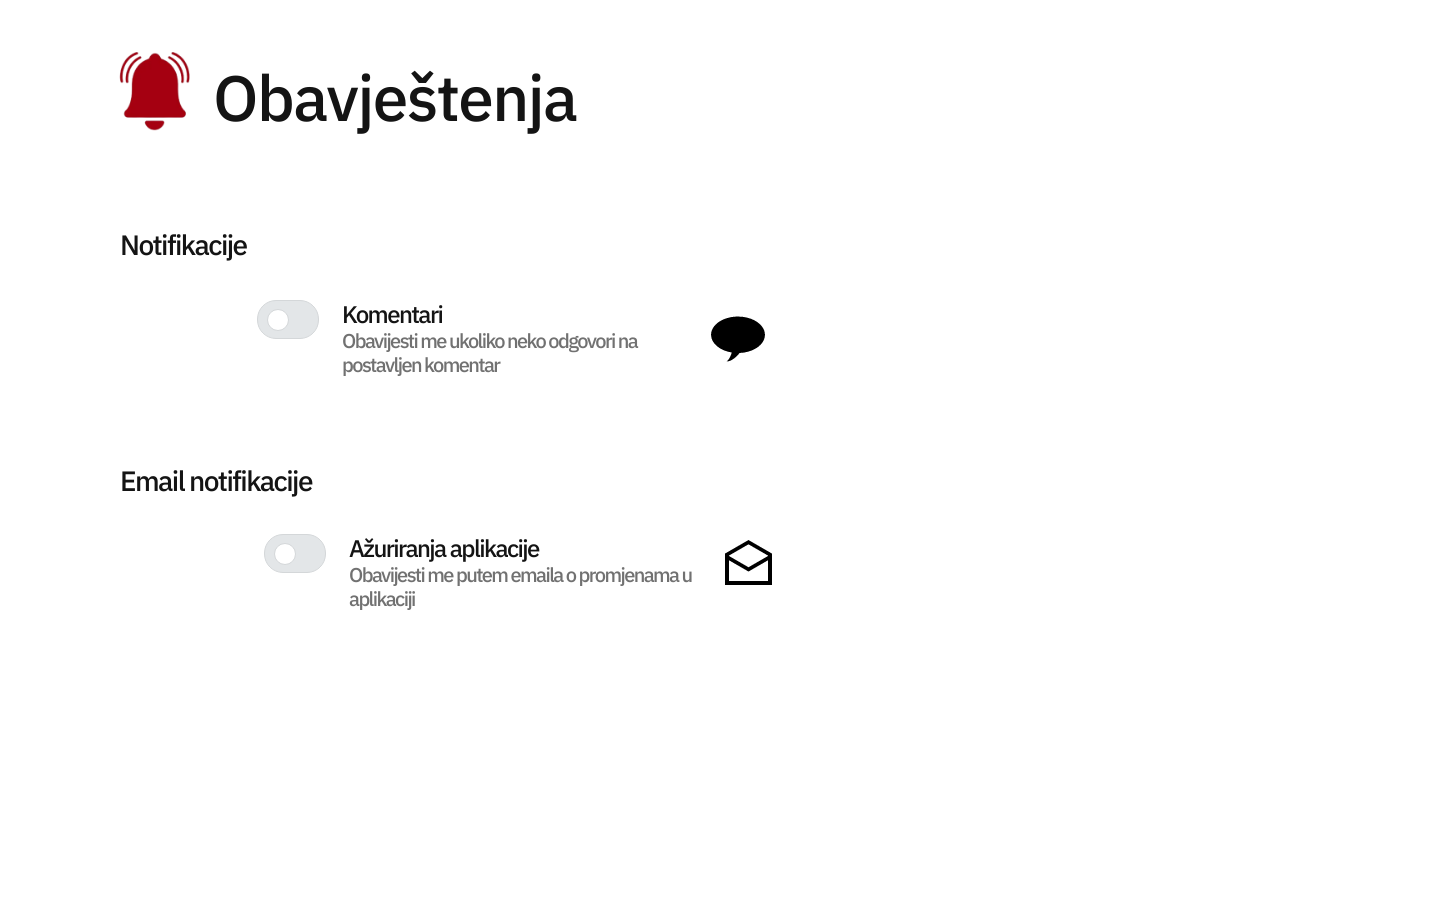 Obavještenja
Notifikacije
Komentari
Obavijesti me ukoliko neko odgovori na
postavljen komentar
Email notifikacije
Ažuriranja aplikacije
Obavijesti me putem emaila o promjenama u
aplikaciji